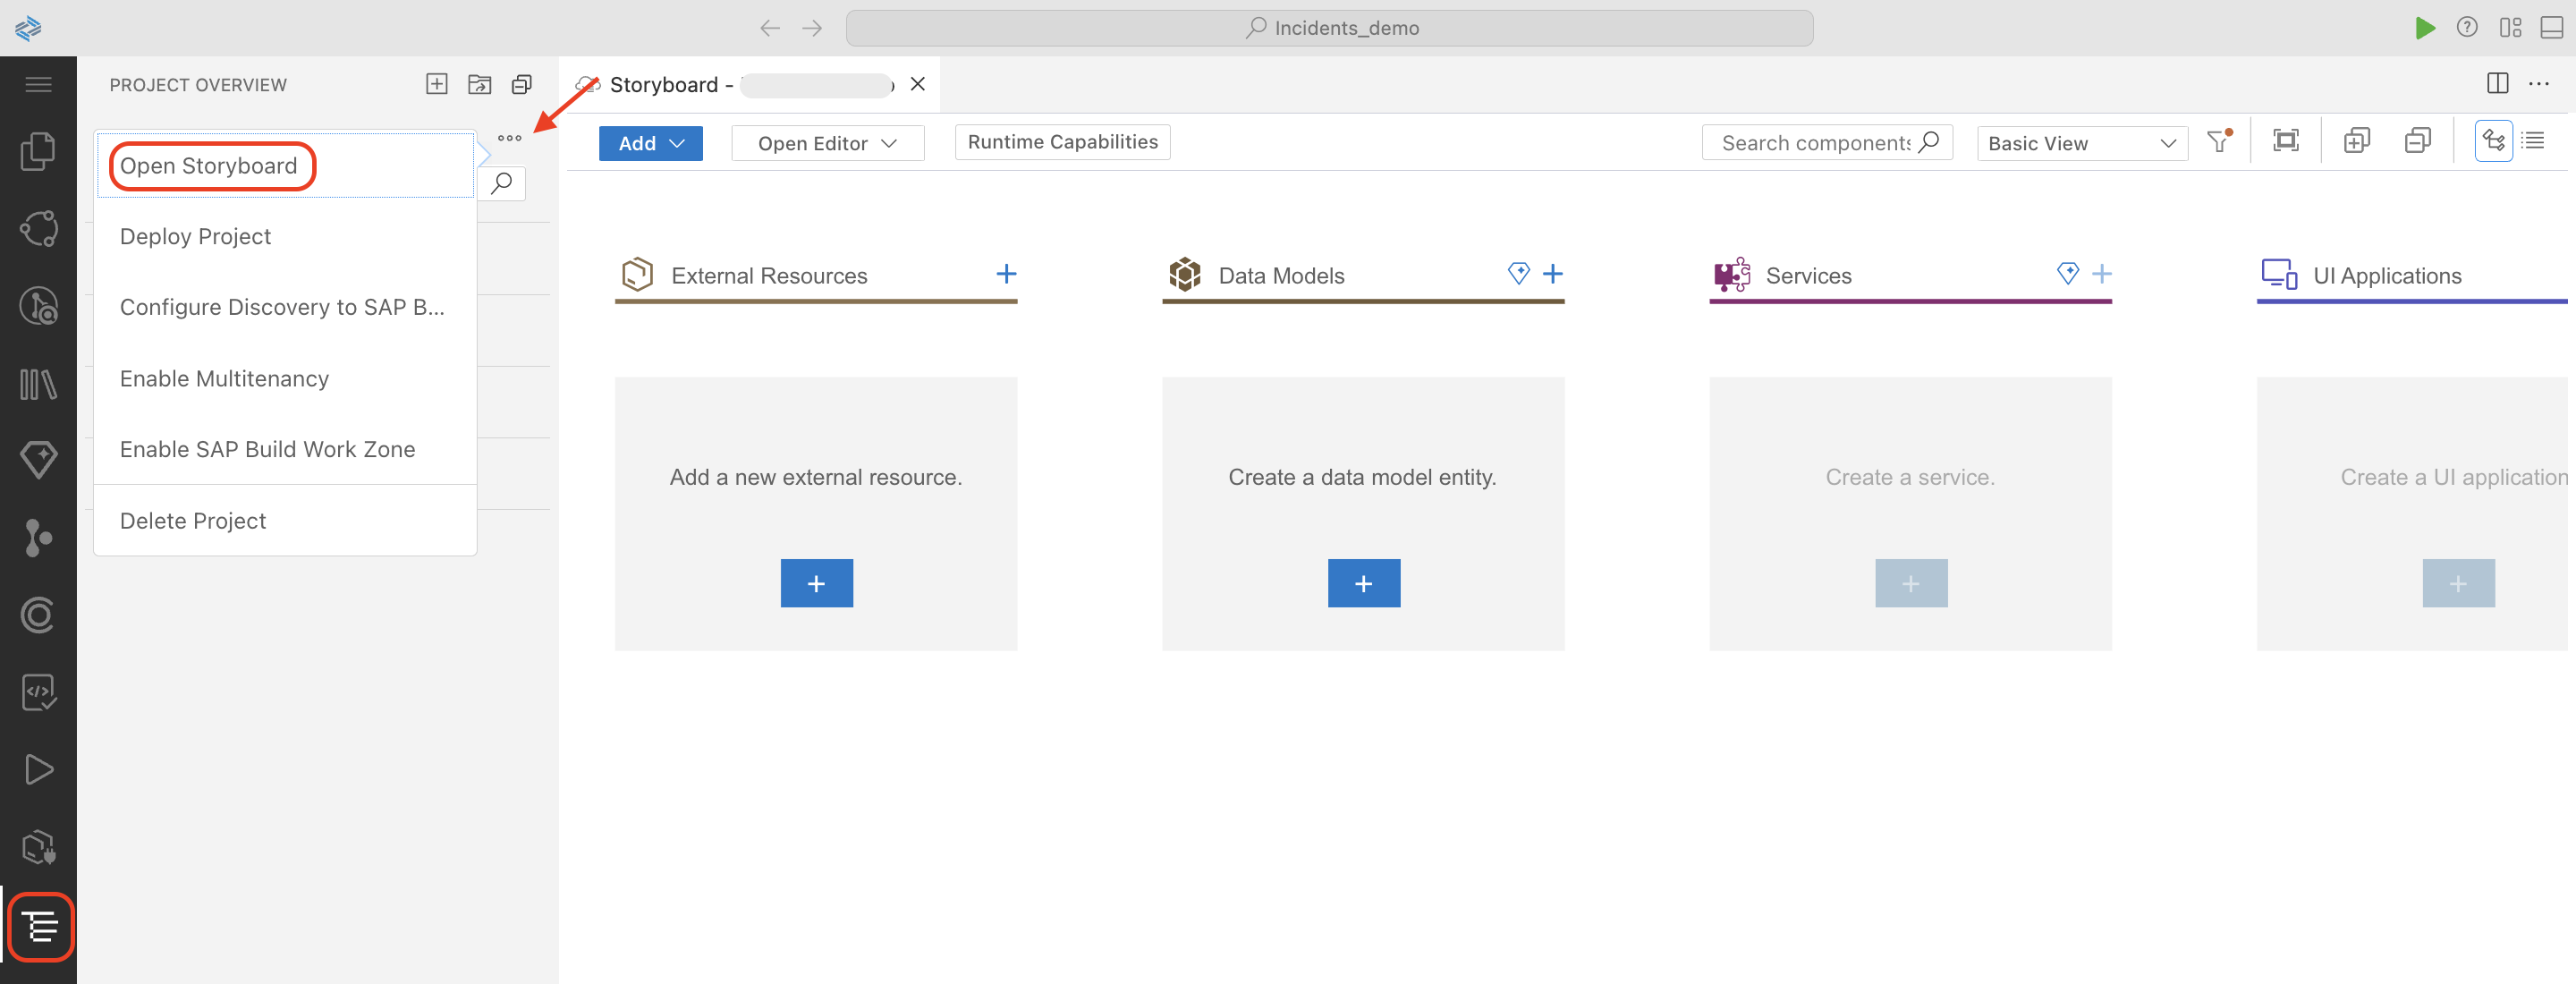 Incidents_demo
PROJECT OVERVIEW
Storyboard -
Open Storyboard
Deploy Project
Configure Discovery to SAP B...
Enable Multitenancy
Enable SAP Build Work Zone
Delete Project
Add
Open Editor
Runtime Capabilities
Search components
Basic View
External Resources
Data Models
Services
UI Applications
Add a new external resource.
Create a data model entity.
Create a service.
Create a UI application